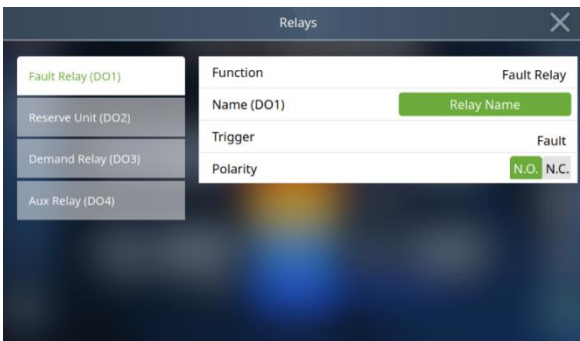 Relays
Fault Relay (DO1)
Reserve Unit (DO2)
Demand Relay (DO3)
Aux Relay (DO4)
Function Fault Relay
Name (DO1) Relay Name
Trigger Fault
Polarity N.O. N.C.